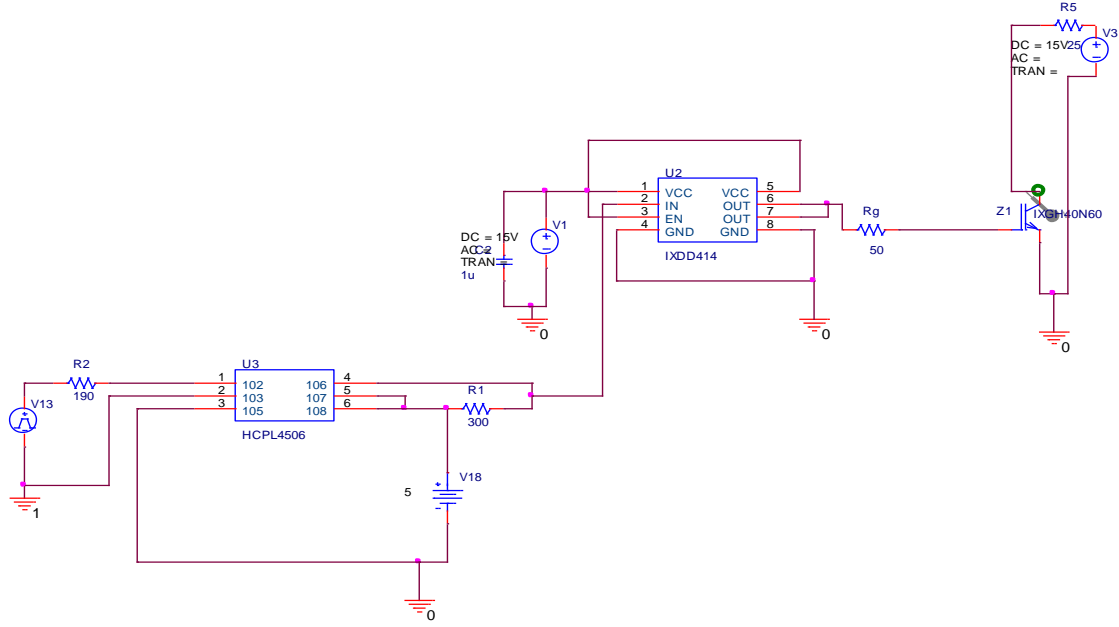 R5
V3
DC = 15V
25
AC =
TRAN =
U2
1 VCC VCC 5
2 IN OUT 6
3 EN OUT 7
4 GND GND 8
IXDD414
Rg
50
Z1
IXGH40N60
0
V1
DC = 15V
AC =
C2
TRAN =
1u
0
0
R2
190
V13
1
U3
1 102 106 4
2 103 107 5
3 105 108 6
HCPL4506
R1
300
V18
5
0